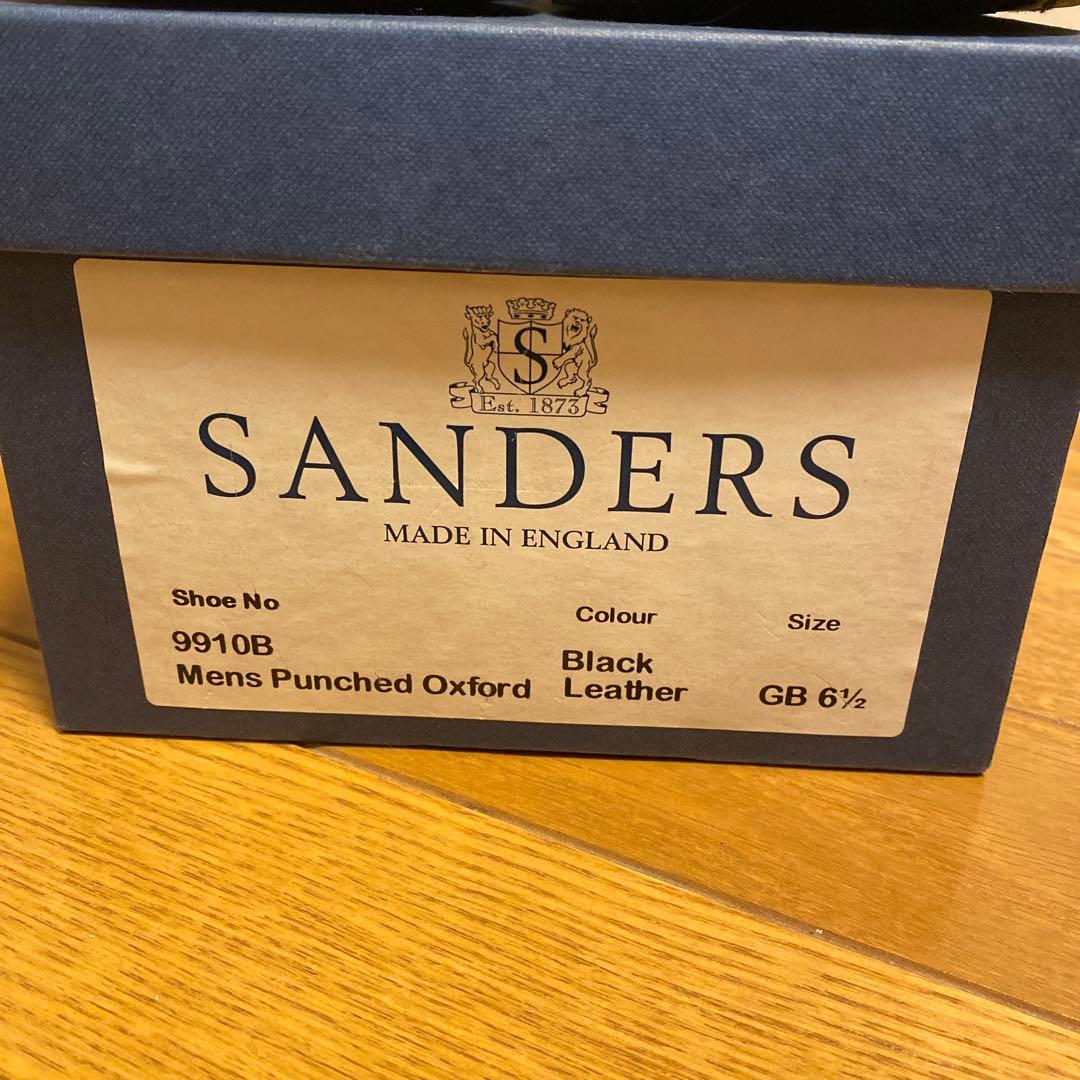 S
Est. 1873
SANDERS
MADE IN ENGLAND
Shoe No Colour Size
9910B Black
Mens Punched Oxford Leather GB 6½